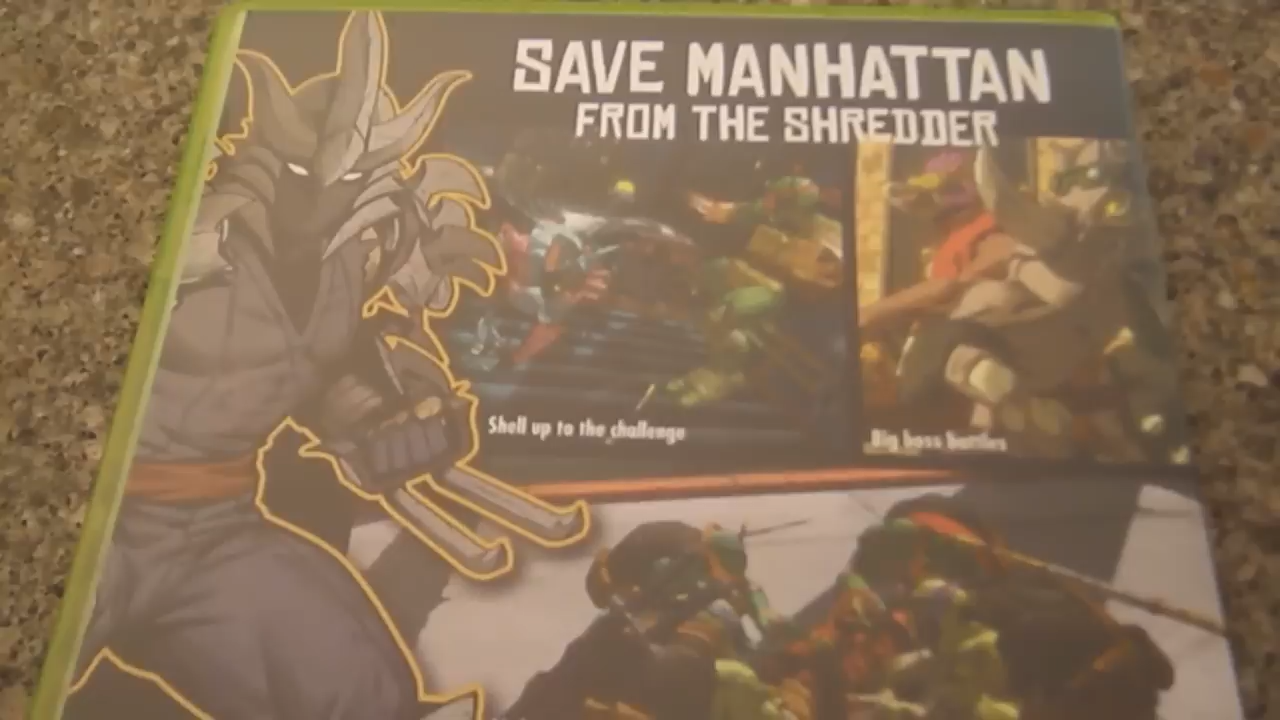 SAVE MANHATTAN
FROM THE SHREDDER
Shell up to the challenge
Big boss battles